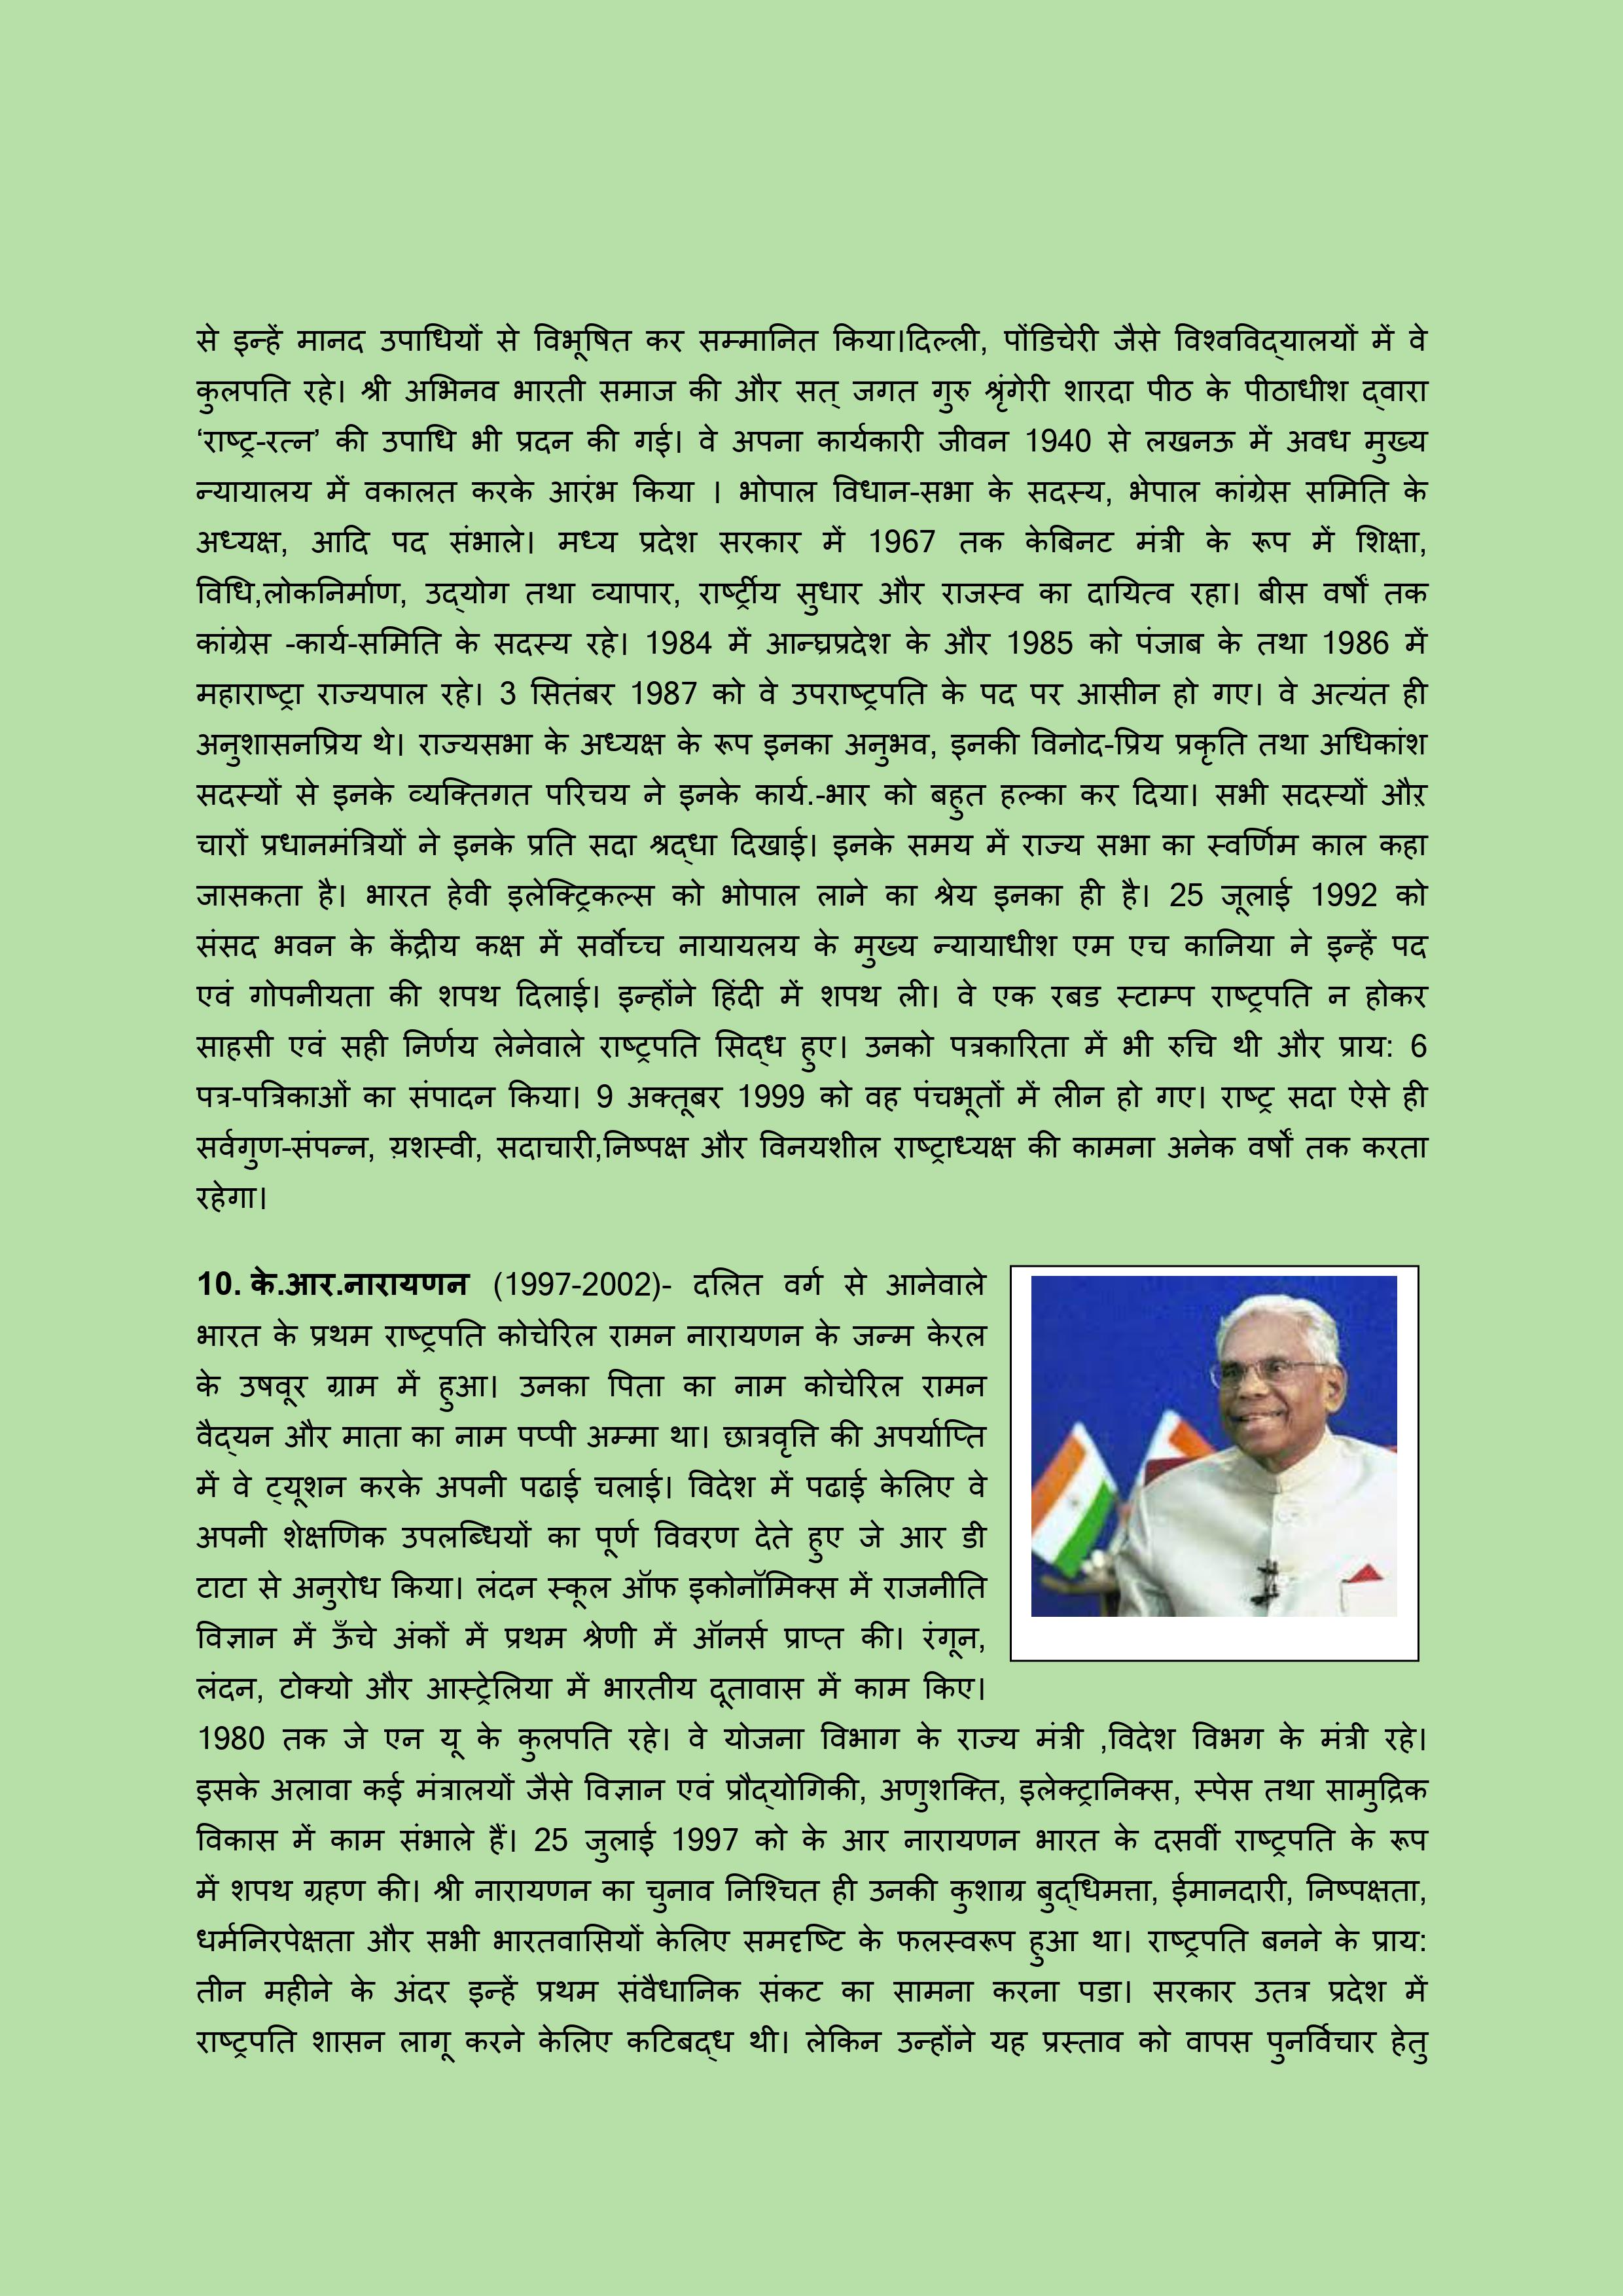 से इन्हें मानद उपाधियों से विभूषित कर सम्मानित किया।दिल्ली, पोंडिचेरी जैसे विश्वविद्‌यालयों में वे
कुलपति रहे। श्री अभिनव भारती समाज की और सत् जगत गुरु श्रृंगेरी शारदा पीठ के पीठाधीश द्‌वारा
‘राष्ट्र-रत्न’ की उपाधि भी प्रदन की गई। वे अपना कार्यकारी जीवन 1940 से लखनऊ में अवध मुख्य
न्यायालय में वकालत करके आरंभ किया । भोपाल विधान-सभा के सदस्य, भेपाल कांग्रेस समिति के
अध्यक्ष, आदि पद संभाले। मध्य प्रदेश सरकार में 1967 तक केबिनट मंत्री के रूप में शिक्षा,
विधि,लोकनिर्माण, उद्‌योग तथा व्यापार, राष्ट्रीय सुधार और राजस्व का दायित्व रहा। बीस वर्षों तक
कांग्रेस -कार्य-समिति के सदस्य रहे। 1984 में आन्घ्रप्रदेश के और 1985 को पंजाब के तथा 1986 में
महाराष्ट्रा राज्यपाल रहे। 3 सितंबर 1987 को वे उपराष्ट्रपति के पद पर आसीन हो गए। वे अत्यंत ही
अनुशासनप्रिय थे। राज्यसभा के अध्यक्ष के रूप इनका अनुभव, इनकी विनोद-प्रिय प्रकृति तथा अधिकांश
सदस्यों से इनके व्यक्तिगत परिचय ने इनके कार्य.-भार को बहुत हल्का कर दिया। सभी सदस्यों औऱ
चारों प्रधानमंत्रियों ने इनके प्रति सदा श्रद्‌धा दिखाई। इनके समय में राज्य सभा का स्वर्णिम काल कहा
जासकता है। भारत हेवी इलेक्ट्रिकल्स को भोपाल लाने का श्रेय इनका ही है। 25 जूलाई 1992 को
संसद भवन के केंद्रीय कक्ष में सर्वोच्च नायायलय के मुख्य न्यायाधीश एम एच कानिया ने इन्हें पद
एवं गोपनीयता की शपथ दिलाई। इन्होंने हिंदी में शपथ ली। वे एक रबड स्टाम्प राष्ट्रपति न होकर
साहसी एवं सही निर्णय लेनेवाले राष्ट्रपति सिद्‌ध हुए। उनको पत्रकारिता में भी रुचि थी और प्राय: 6
पत्र-पत्रिकाओं का संपादन किया। 9 अक्तूबर 1999 को वह पंचभूतों में लीन हो गए। राष्ट्र सदा ऐसे ही
सर्वगुण-संपन्न, य़शस्वी, सदाचारी,निष्पक्ष और विनयशील राष्ट्राध्यक्ष की कामना अनेक वर्षों तक करता
रहेगा।
10. के.आर.नारायणन (1997-2002)- दलित वर्ग से आनेवाले
भारत के प्रथम राष्ट्रपति कोचेरिल रामन नारायणन के जन्म केरल
के उषवूर ग्राम में हुआ। उनका पिता का नाम कोचेरिल रामन
वैद्‌यन और माता का नाम पप्पी अम्मा था। छात्रवृत्ति की अपर्याप्ति
में वे ट्‌यूशन करके अपनी पढाई चलाई। विदेश में पढाई केलिए वे
अपनी शेक्षणिक उपलब्धियों का पूर्ण विवरण देते हुए जे आर डी
टाटा से अनुरोध किया। लंदन स्कूल ऑफ इकोनॉमिक्स में राजनीति
विज्ञान में ऊँचे अंकों में प्रथम श्रेणी में ऑनर्स प्राप्त की। रंगून,
लंदन, टोक्यो और आस्ट्रेलिया में भारतीय दूतावास में काम किए।
1980 तक जे एन यू के कुलपति रहे। वे योजना विभाग के राज्य मंत्री ,विदेश विभग के मंत्री रहे।
इसके अलावा कई मंत्रालयों जैसे विज्ञान एवं प्रौद्‌योगिकी, अणुशक्ति, इलेक्ट्रानिक्स, स्पेस तथा सामुद्रिक
विकास में काम संभाले हैं। 25 जुलाई 1997 को के आर नारायणन भारत के दसवीं राष्ट्रपति के रूप
में शपथ ग्रहण की। श्री नारायणन का चुनाव निश्चित ही उनकी कुशाग्र बुद्‌धिमत्ता, ईमानदारी, निष्पक्षता,
धर्मनिरपेक्षता और सभी भारतवासियों केलिए समदृष्टि के फलस्वरूप हुआ था। राष्ट्रपति बनने के प्राय:
तीन महीने के अंदर इन्हें प्रथम संवैधानिक संकट का सामना करना पडा। सरकार उतत्र प्रदेश में
राष्ट्रपति शासन लागू करने केलिए कटिबद्‌ध थी। लेकिन उन्होंने यह प्रस्ताव को वापस पुनर्विचार हेतु